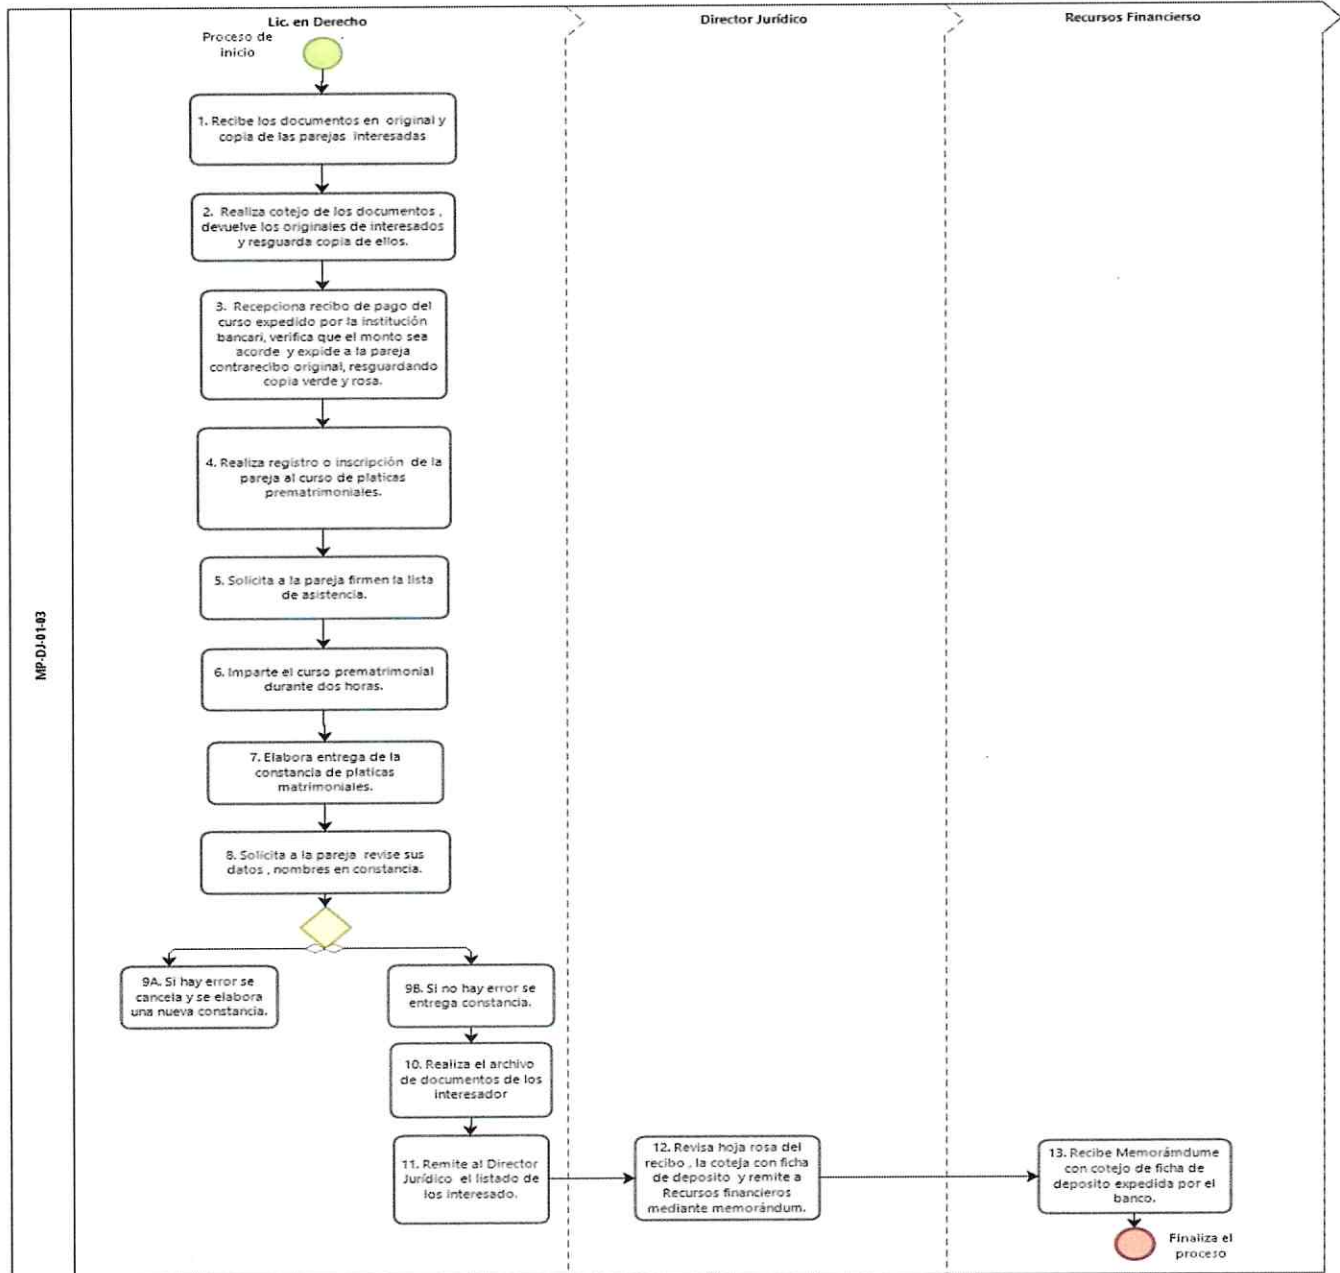 Lic. en Derecho
Director Jurídico
Recursos Financierso
Proceso de
inicio
1. Recibe los documentos en original y
copia de las parejas interesadas
2. Realiza cotejo de los documentos ,
devuelve los originales de interesados
y resguarda copia de ellos.
3. Recepciona recibo de pago del
curso expedido por la institución
bancari, verifica que el monto sea
acorde y expide a la pareja
contrarecibo original, resguardando
copia verde y rosa.
4. Realiza registro o inscripción de la
pareja al curso de platicas
prematrimoniales.
5. Solicita a la pareja firmen la lista
de asistencia.
MP-DJ-01-03
6. Imparte el curso prematrimonial
durante dos horas.
7. Elabora entrega de la
constancia de platicas
matrimoniales.
8. Solicita a la pareja revise sus
datos , nombres en constancia.
9A. Si hay error se
cancela y se elabora
una nueva constancia.
9B. Si no hay error se
entrega constancia.
10. Realiza el archivo
de documentos de los
interesador
11. Remite al Director
Jurídico el listado de
los interesado.
12. Revisa hoja rosa del
recibo , la coteja con ficha
de deposito y remite a
Recursos financieros
mediante memorándum.
13. Recibe Memorámdume
con cotejo de ficha de
deposito expedida por el
banco.
Finaliza el
proceso